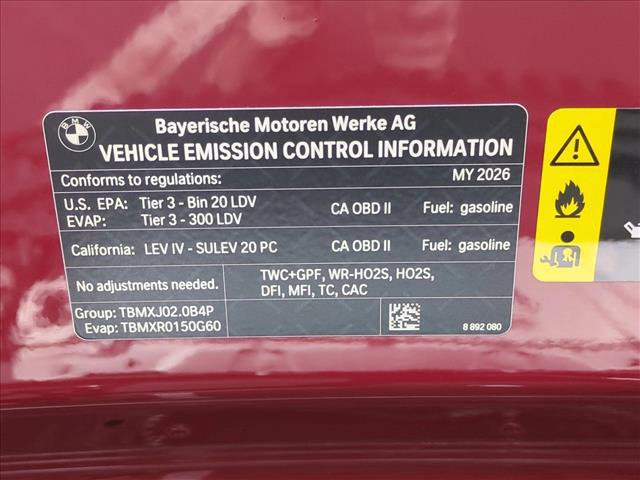 BMW
Bayerische Motoren Werke AG
VEHICLE EMISSION CONTROL INFORMATION
Conforms to regulations: MY 2026
U.S. EPA: Tier 3 - Bin 20 LDV CA OBD II Fuel: gasoline
EVAP: Tier 3 - 300 LDV
California: LEV IV - SULEV 20 PC CA OBD II Fuel: gasoline
No adjustments needed.
TWC+GPF, WR-HO2S, HO2S,
DFI, MFI, TC, CAC
Group: TBMXJ02.0B4P
Evap: TBMXR0150G60
8 892 080